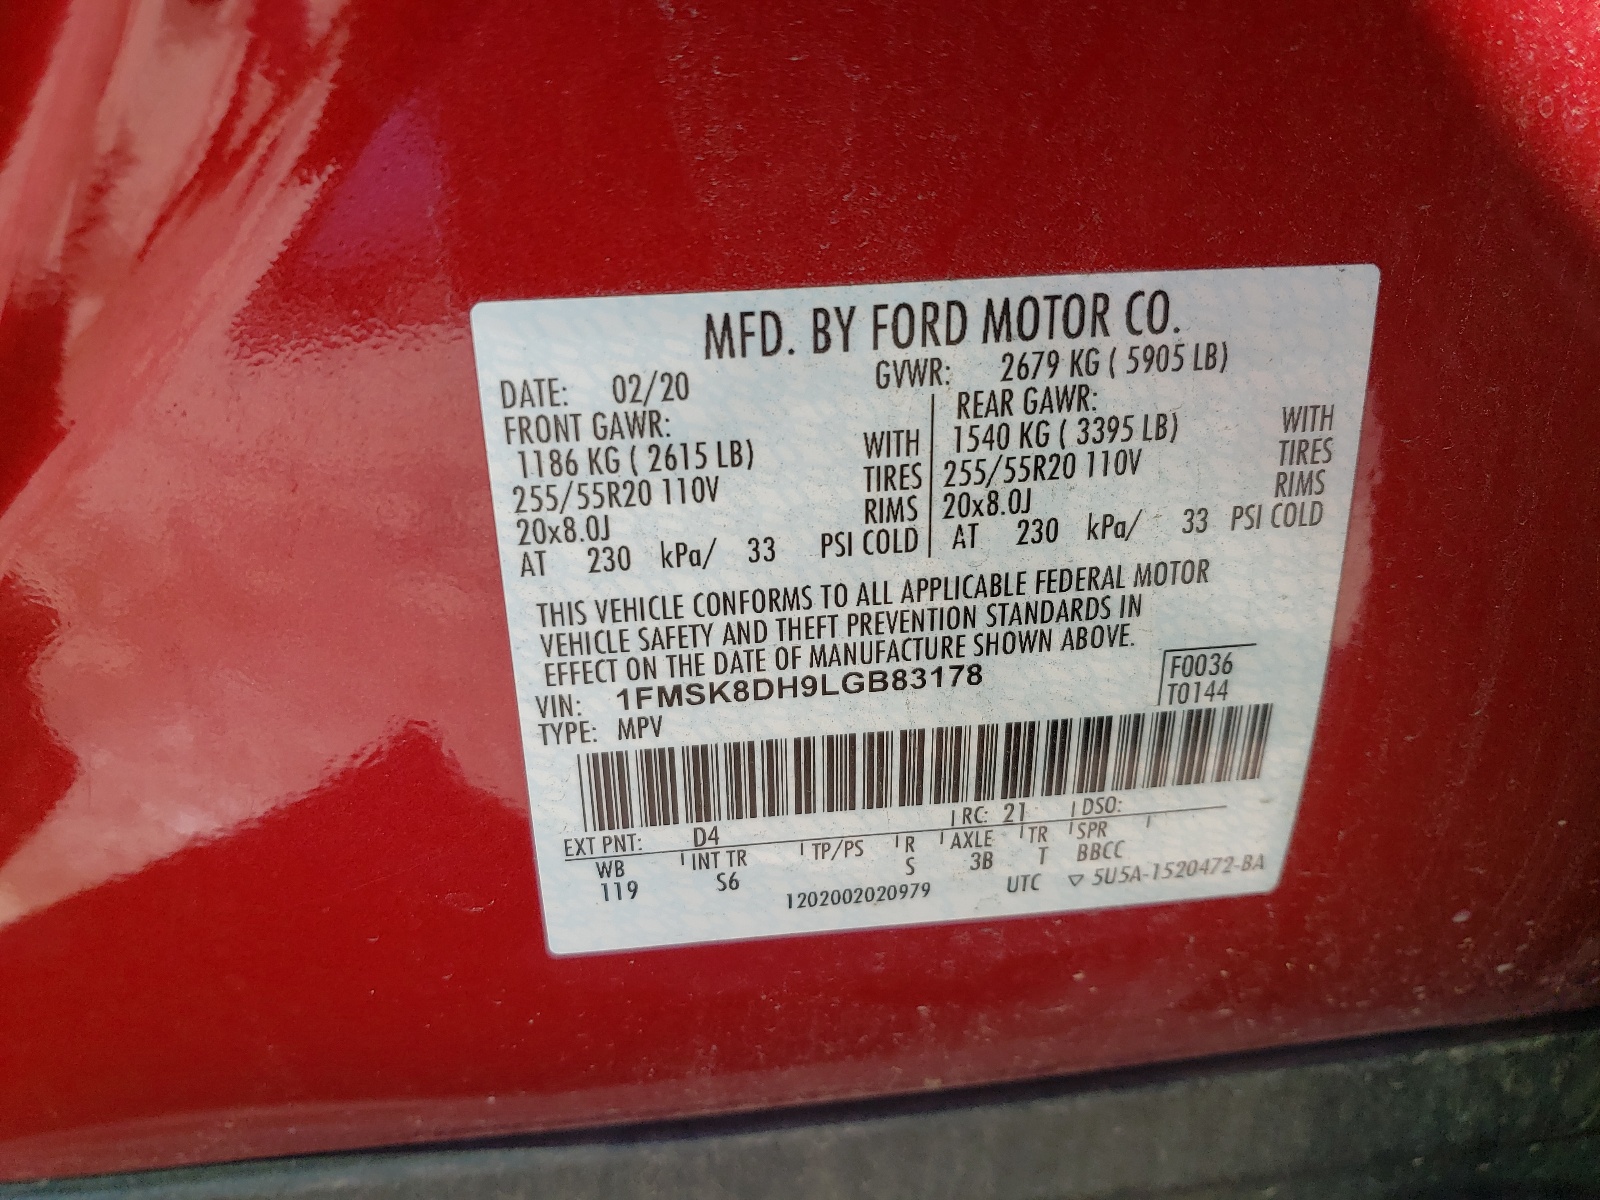 MFD. BY FORD MOTOR CO.
DATE: 02/20 GVWR: 2679 KG ( 5905 LB)
FRONT GAWR: REAR GAWR:
1186 KG ( 2615 LB) WITH 1540 KG ( 3395 LB) WITH
255/55R20 110V TIRES 255/55R20 110V TIRES
20x8.0J RIMS 20x8.0J RIMS
AT 230 kPa/ 33 PSI COLD AT 230 kPa/ 33 PSI COLD
THIS VEHICLE CONFORMS TO ALL APPLICABLE FEDERAL MOTOR
VEHICLE SAFETY AND THEFT PREVENTION STANDARDS IN
EFFECT ON THE DATE OF MANUFACTURE SHOWN ABOVE.
VIN: 1FMSK8DH9LGB83178 F0036
TYPE: MPV T0144
EXT PNT: D4 RC: 21 DSO:
WB INT TR TP/PS R AXLE TR SPR
119 S6 S 3B T BBCC
1202002020979 UTC ▽ 5U5A-1520472-BA